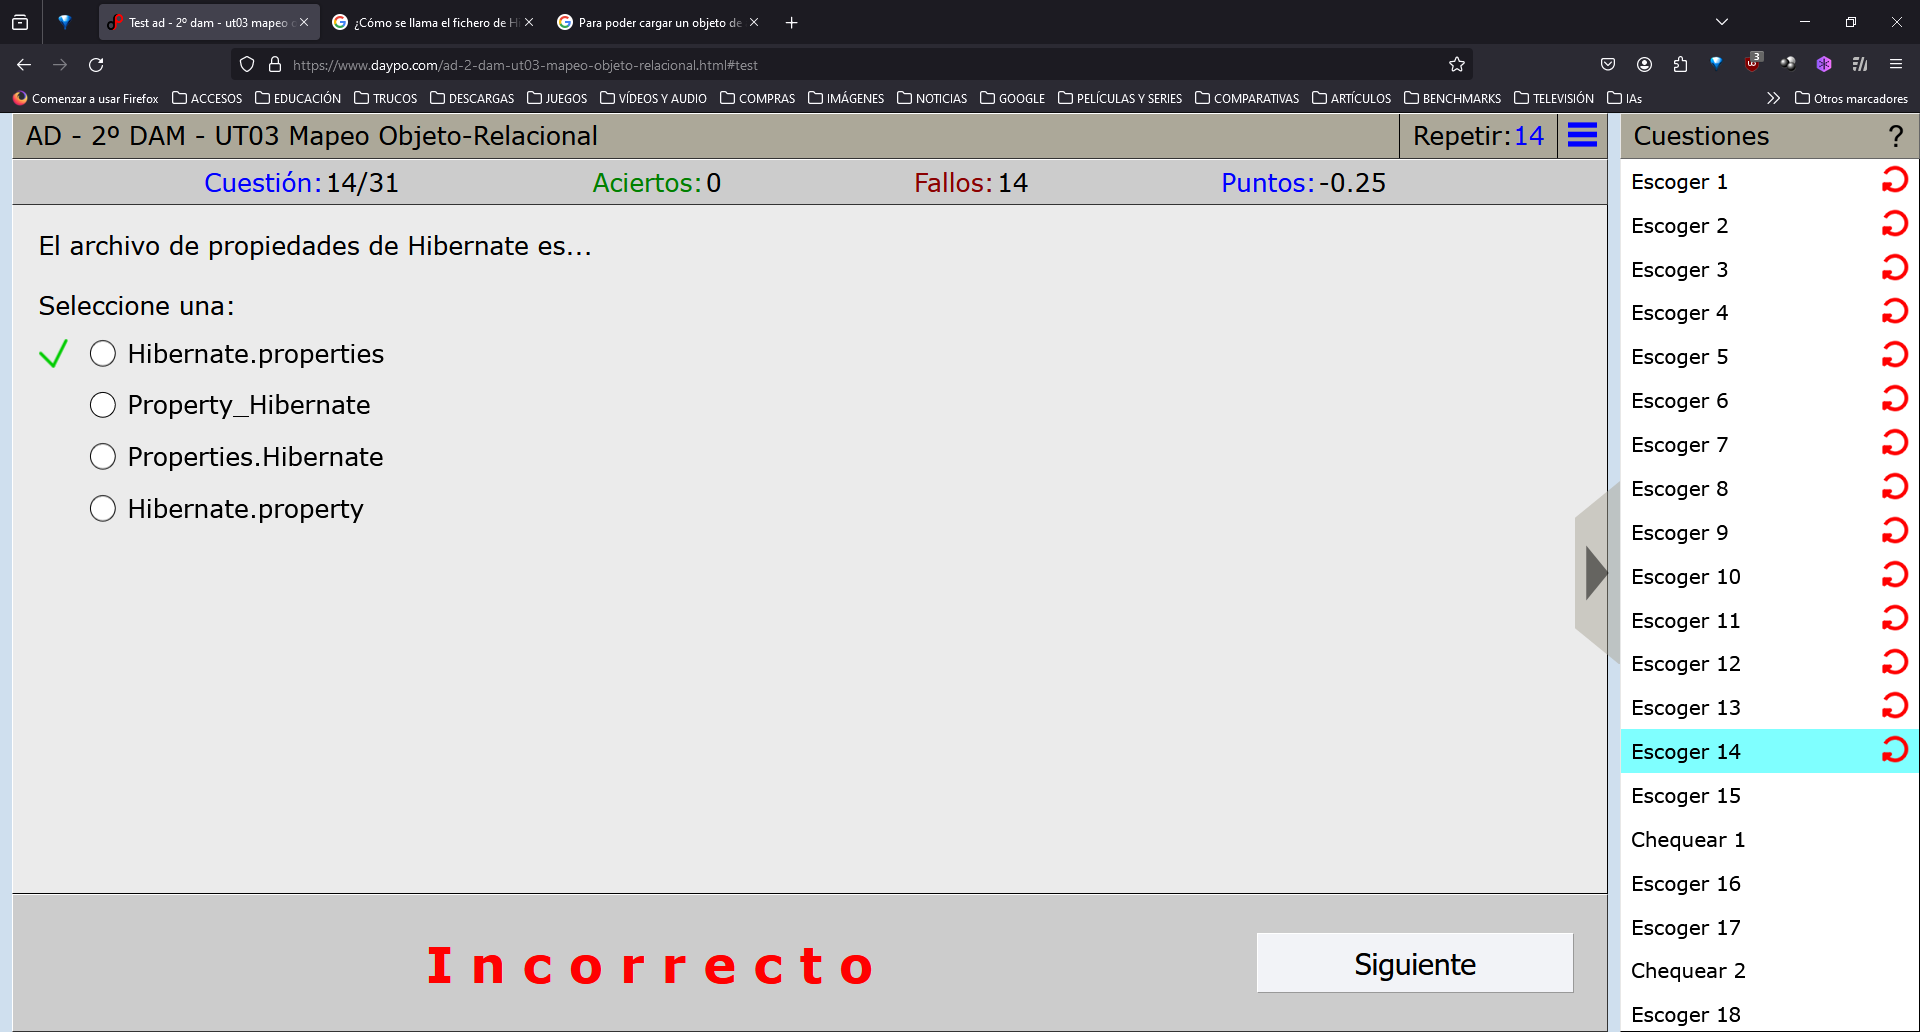 Test ad - 2º dam - ut03 mapeo
¿Cómo se llama el fichero de Hi
Para poder cargar un objeto de
https://www.daypo.com/ad-2-dam-ut03-mapeo-objeto-relacional.html#test
3
Comenzar a usar Firefox
ACCESOS
EDUCACIÓN
TRUCOS
DESCARGAS
JUEGOS
VÍDEOS Y AUDIO
COMPRAS
IMÁGENES
NOTICIAS
GOOGLE
PELÍCULAS Y SERIES
COMPARATIVAS
ARTÍCULOS
BENCHMARKS
TELEVISIÓN
IAs
Otros marcadores
AD - 2º DAM - UT03 Mapeo Objeto-Relacional
Repetir:14
Cuestión:14/31
Aciertos:0
Fallos:14
Puntos:-0.25
El archivo de propiedades de Hibernate es...
Seleccione una:
Hibernate.properties
Property_Hibernate
Properties.Hibernate
Hibernate.property
Incorrecto
Siguiente
Cuestiones ?
Escoger 1
Escoger 2
Escoger 3
Escoger 4
Escoger 5
Escoger 6
Escoger 7
Escoger 8
Escoger 9
Escoger 10
Escoger 11
Escoger 12
Escoger 13
Escoger 14
Escoger 15
Chequear 1
Escoger 16
Escoger 17
Chequear 2
Escoger 18